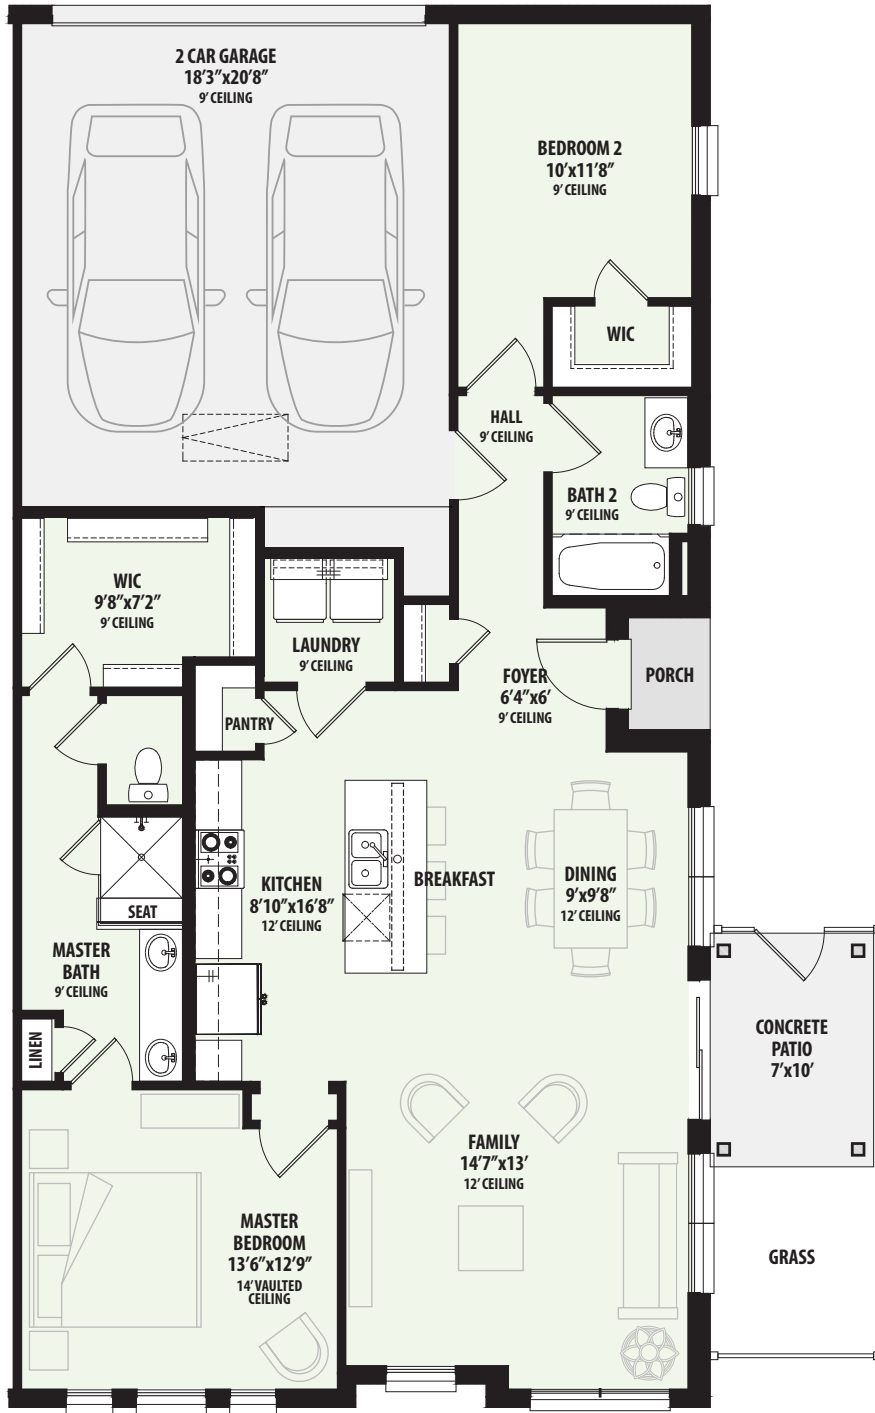 2 CAR GARAGE
18'3"x20'8"
9' CEILING
BEDROOM 2
10'x11'8"
9' CEILING
WIC
HALL
9' CEILING
BATH 2
9' CEILING
WIC
9'8"x7'2"
9' CEILING
LAUNDRY
9' CEILING
FOYER
6'4"x6'
9' CEILING
PORCH
PANTRY
KITCHEN
8'10"x16'8"
12' CEILING
BREAKFAST
DINING
9'x9'8"
12' CEILING
SEAT
MASTER
BATH
9' CEILING
LINEN
CONCRETE
PATIO
7'x10'
FAMILY
14'7"x13'
12' CEILING
MASTER
BEDROOM
13'6"x12'9"
14' VAULTED
CEILING
GRASS